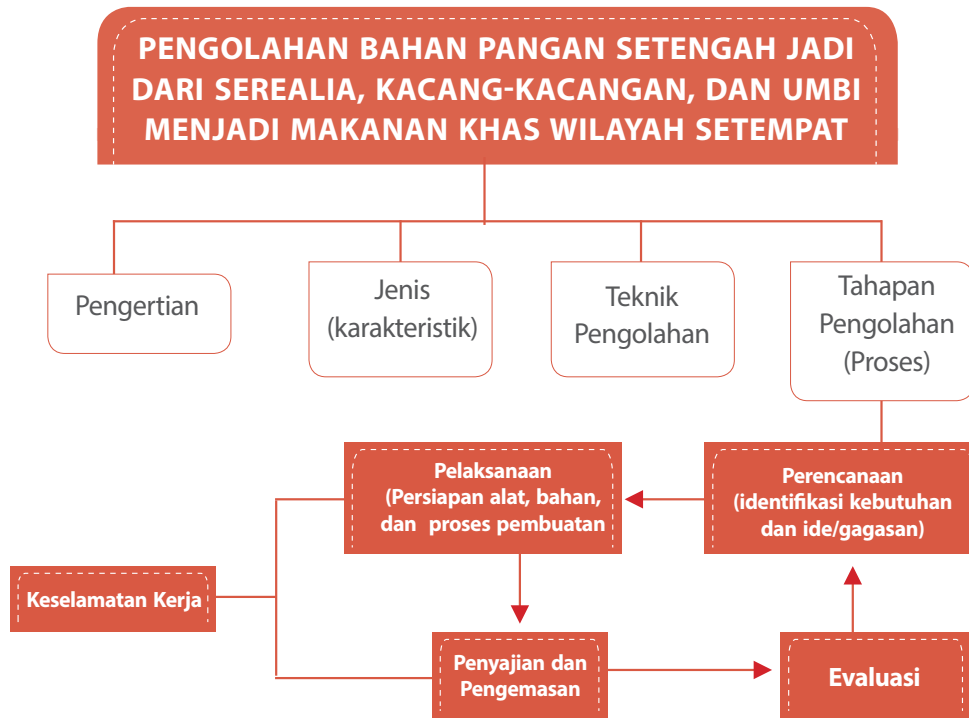 PENGOLAHAN BAHAN PANGAN SETENGAH JADI
DARI SEREALIA, KACANG-KACANGAN, DAN UMBI
MENJADI MAKANAN KHAS WILAYAH SETEMPAT
Pengertian
Jenis
(karakteristik)
Teknik
Pengolahan
Tahapan
Pengolahan
(Proses)
Pelaksanaan
(Persiapan alat, bahan,
dan proses pembuatan
Perencanaan
(identifikasi kebutuhan
dan ide/gagasan)
Keselamatan Kerja
Penyajian dan
Pengemasan
Evaluasi